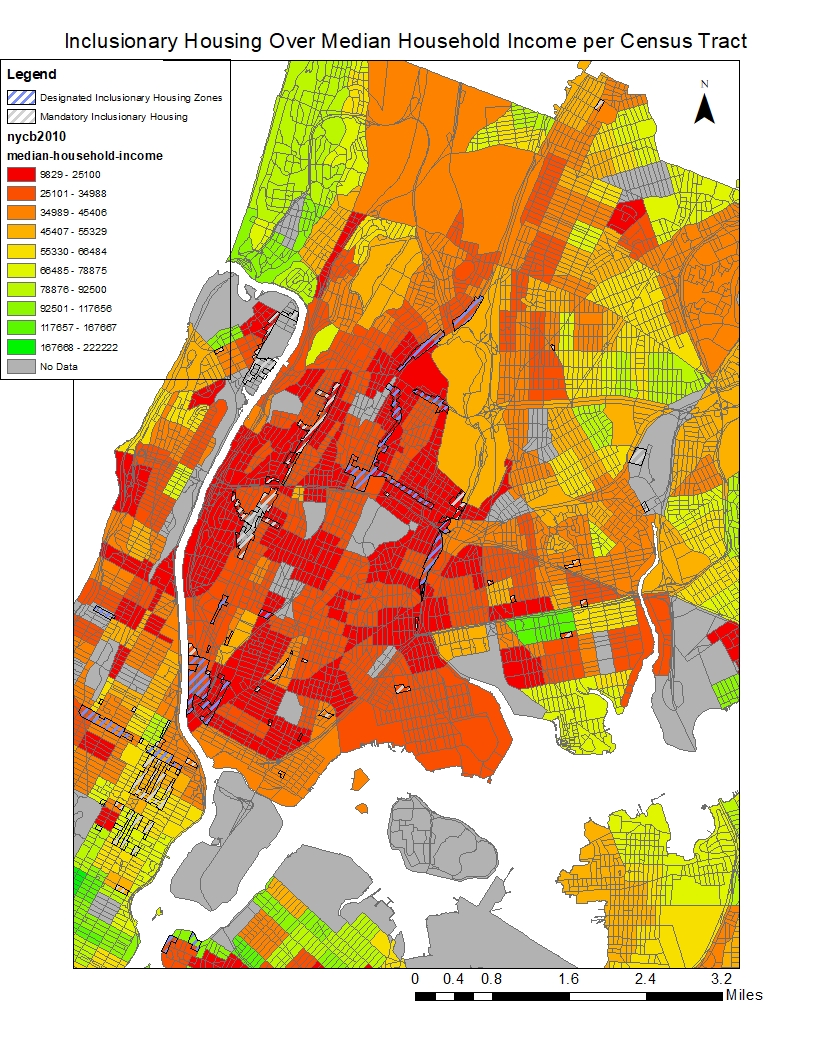 Inclusionary Housing Over Median Household Income per Census Tract
Legend
Designated Inclusionary Housing Zones
Mandatory Inclusionary Housing
nycb2010
median-household-income
9829 - 25100
25101 - 34988
34989 - 45406
45407 - 55329
55330 - 66484
66485 - 78875
78876 - 92500
92501 - 117656
117657 - 167667
167668 - 222222
No Data
N
0 0.4 0.8 1.6 2.4 3.2
Miles